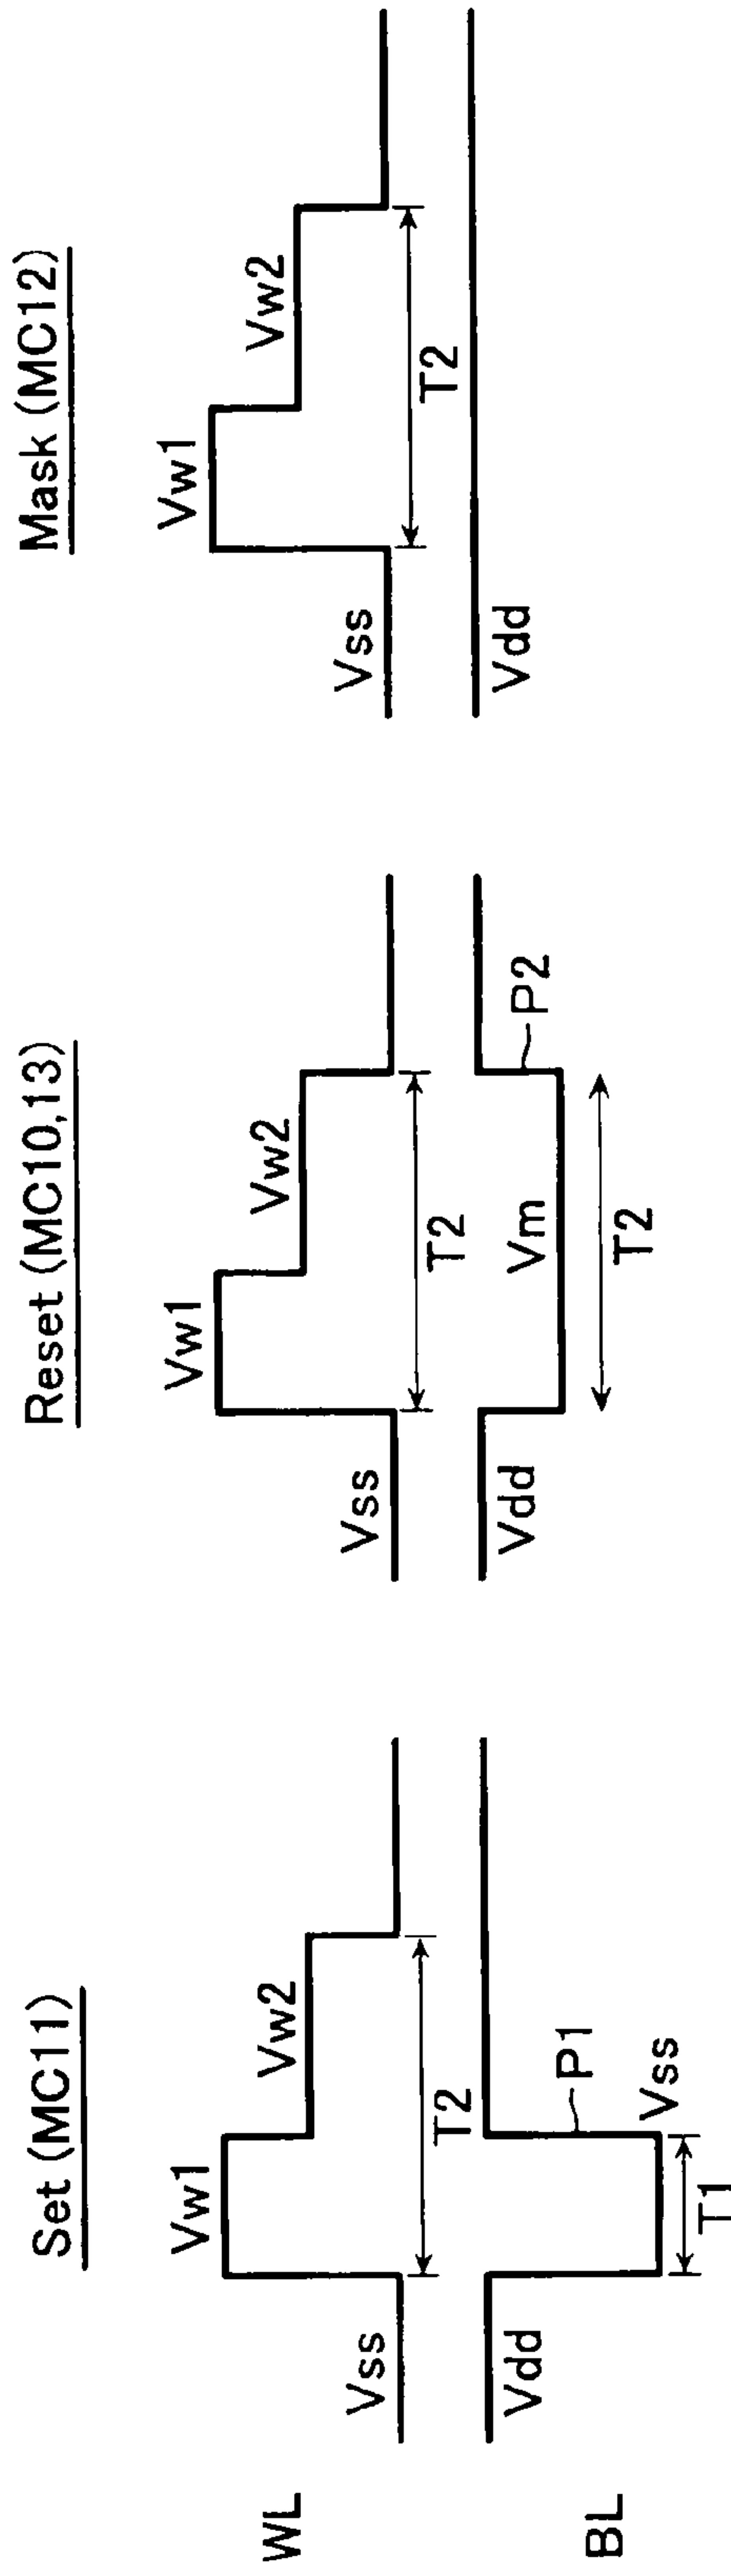 Set (MC11)
WL
Vss
Vw1
Vw2
T2
BL
Vdd
P1
Vss
T1
Reset (MC10,13)
Vss
Vw1
Vw2
T2
Vdd
Vm
P2
T2
Mask (MC12)
Vss
Vw1
Vw2
T2
Vdd